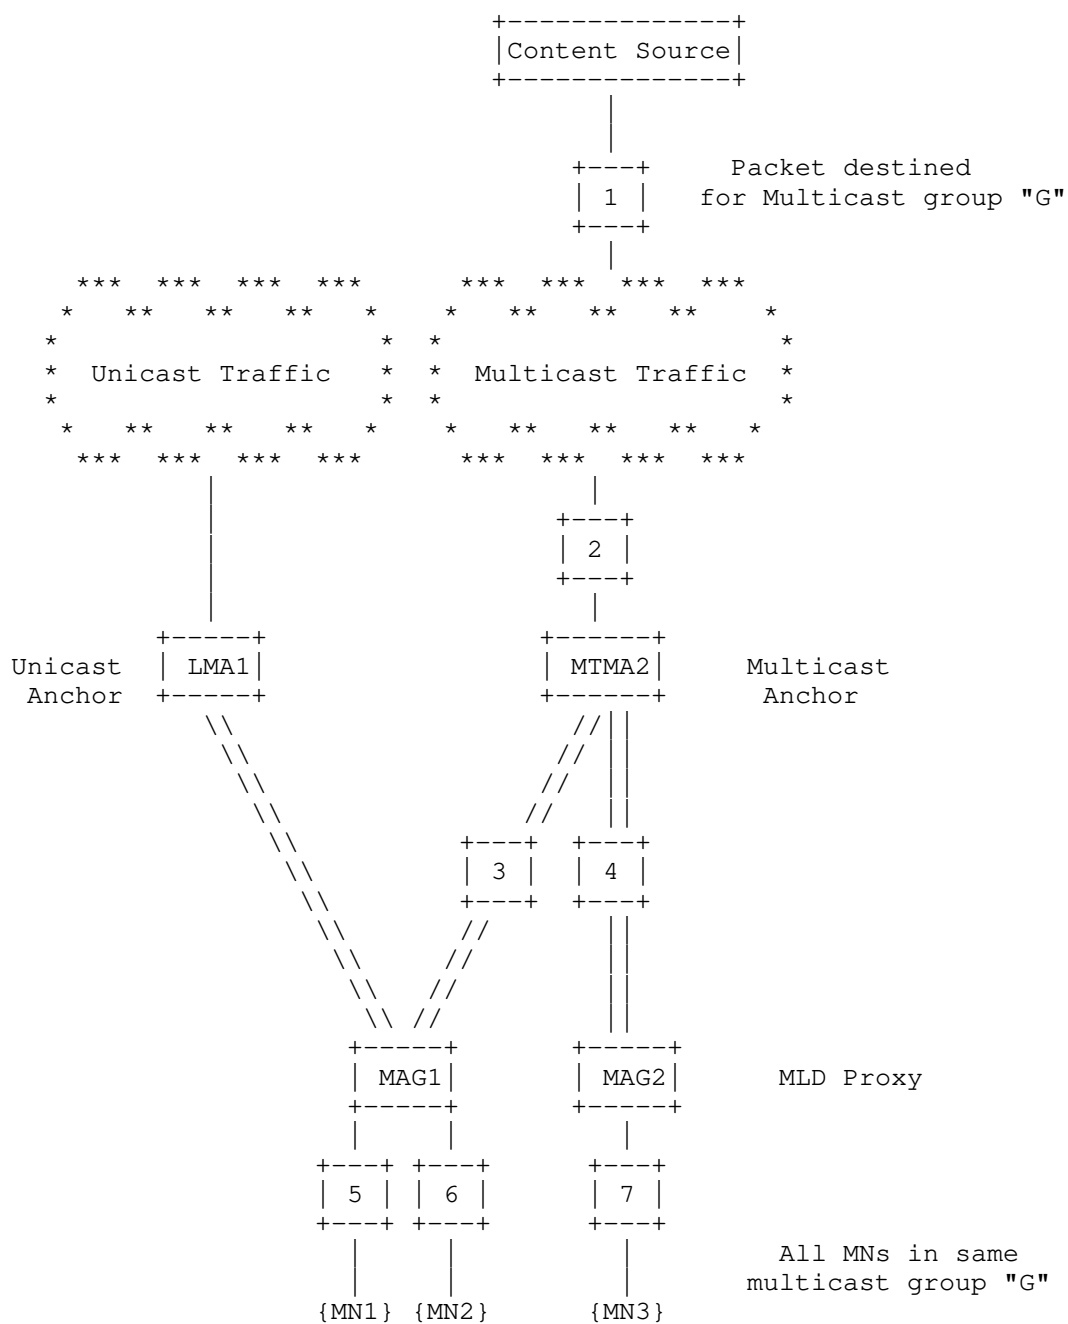 Content Source
Packet destined
1 for Multicast group "G"
Unicast Traffic Multicast Traffic
2
Unicast LMA1 MTMA2 Multicast
Anchor Anchor
3 4
MAG1 MAG2 MLD Proxy
5 6 7
All MNs in same
multicast group "G"
{MN1} {MN2} {MN3}